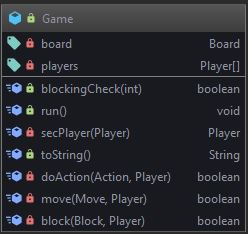 Game
board Board
players Player[]
blockingCheck(int) boolean
run() void
secPlayer(Player) Player
toString() String
doAction(Action, Player) boolean
move(Move, Player) boolean
block(Block, Player) boolean